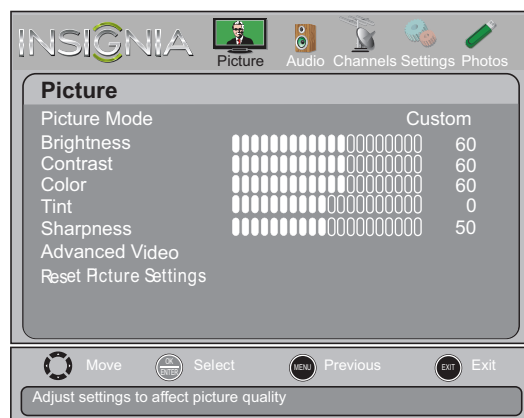 INSIGNIA
Picture Audio Channels Settings Photos
Picture
Picture Mode Custom
Brightness 60
Contrast 60
Color 60
Tint 0
Sharpness 50
Advanced Video
Reset Picture Settings
Move OK ENTER Select MENU Previous EXIT Exit
Adjust settings to affect picture quality